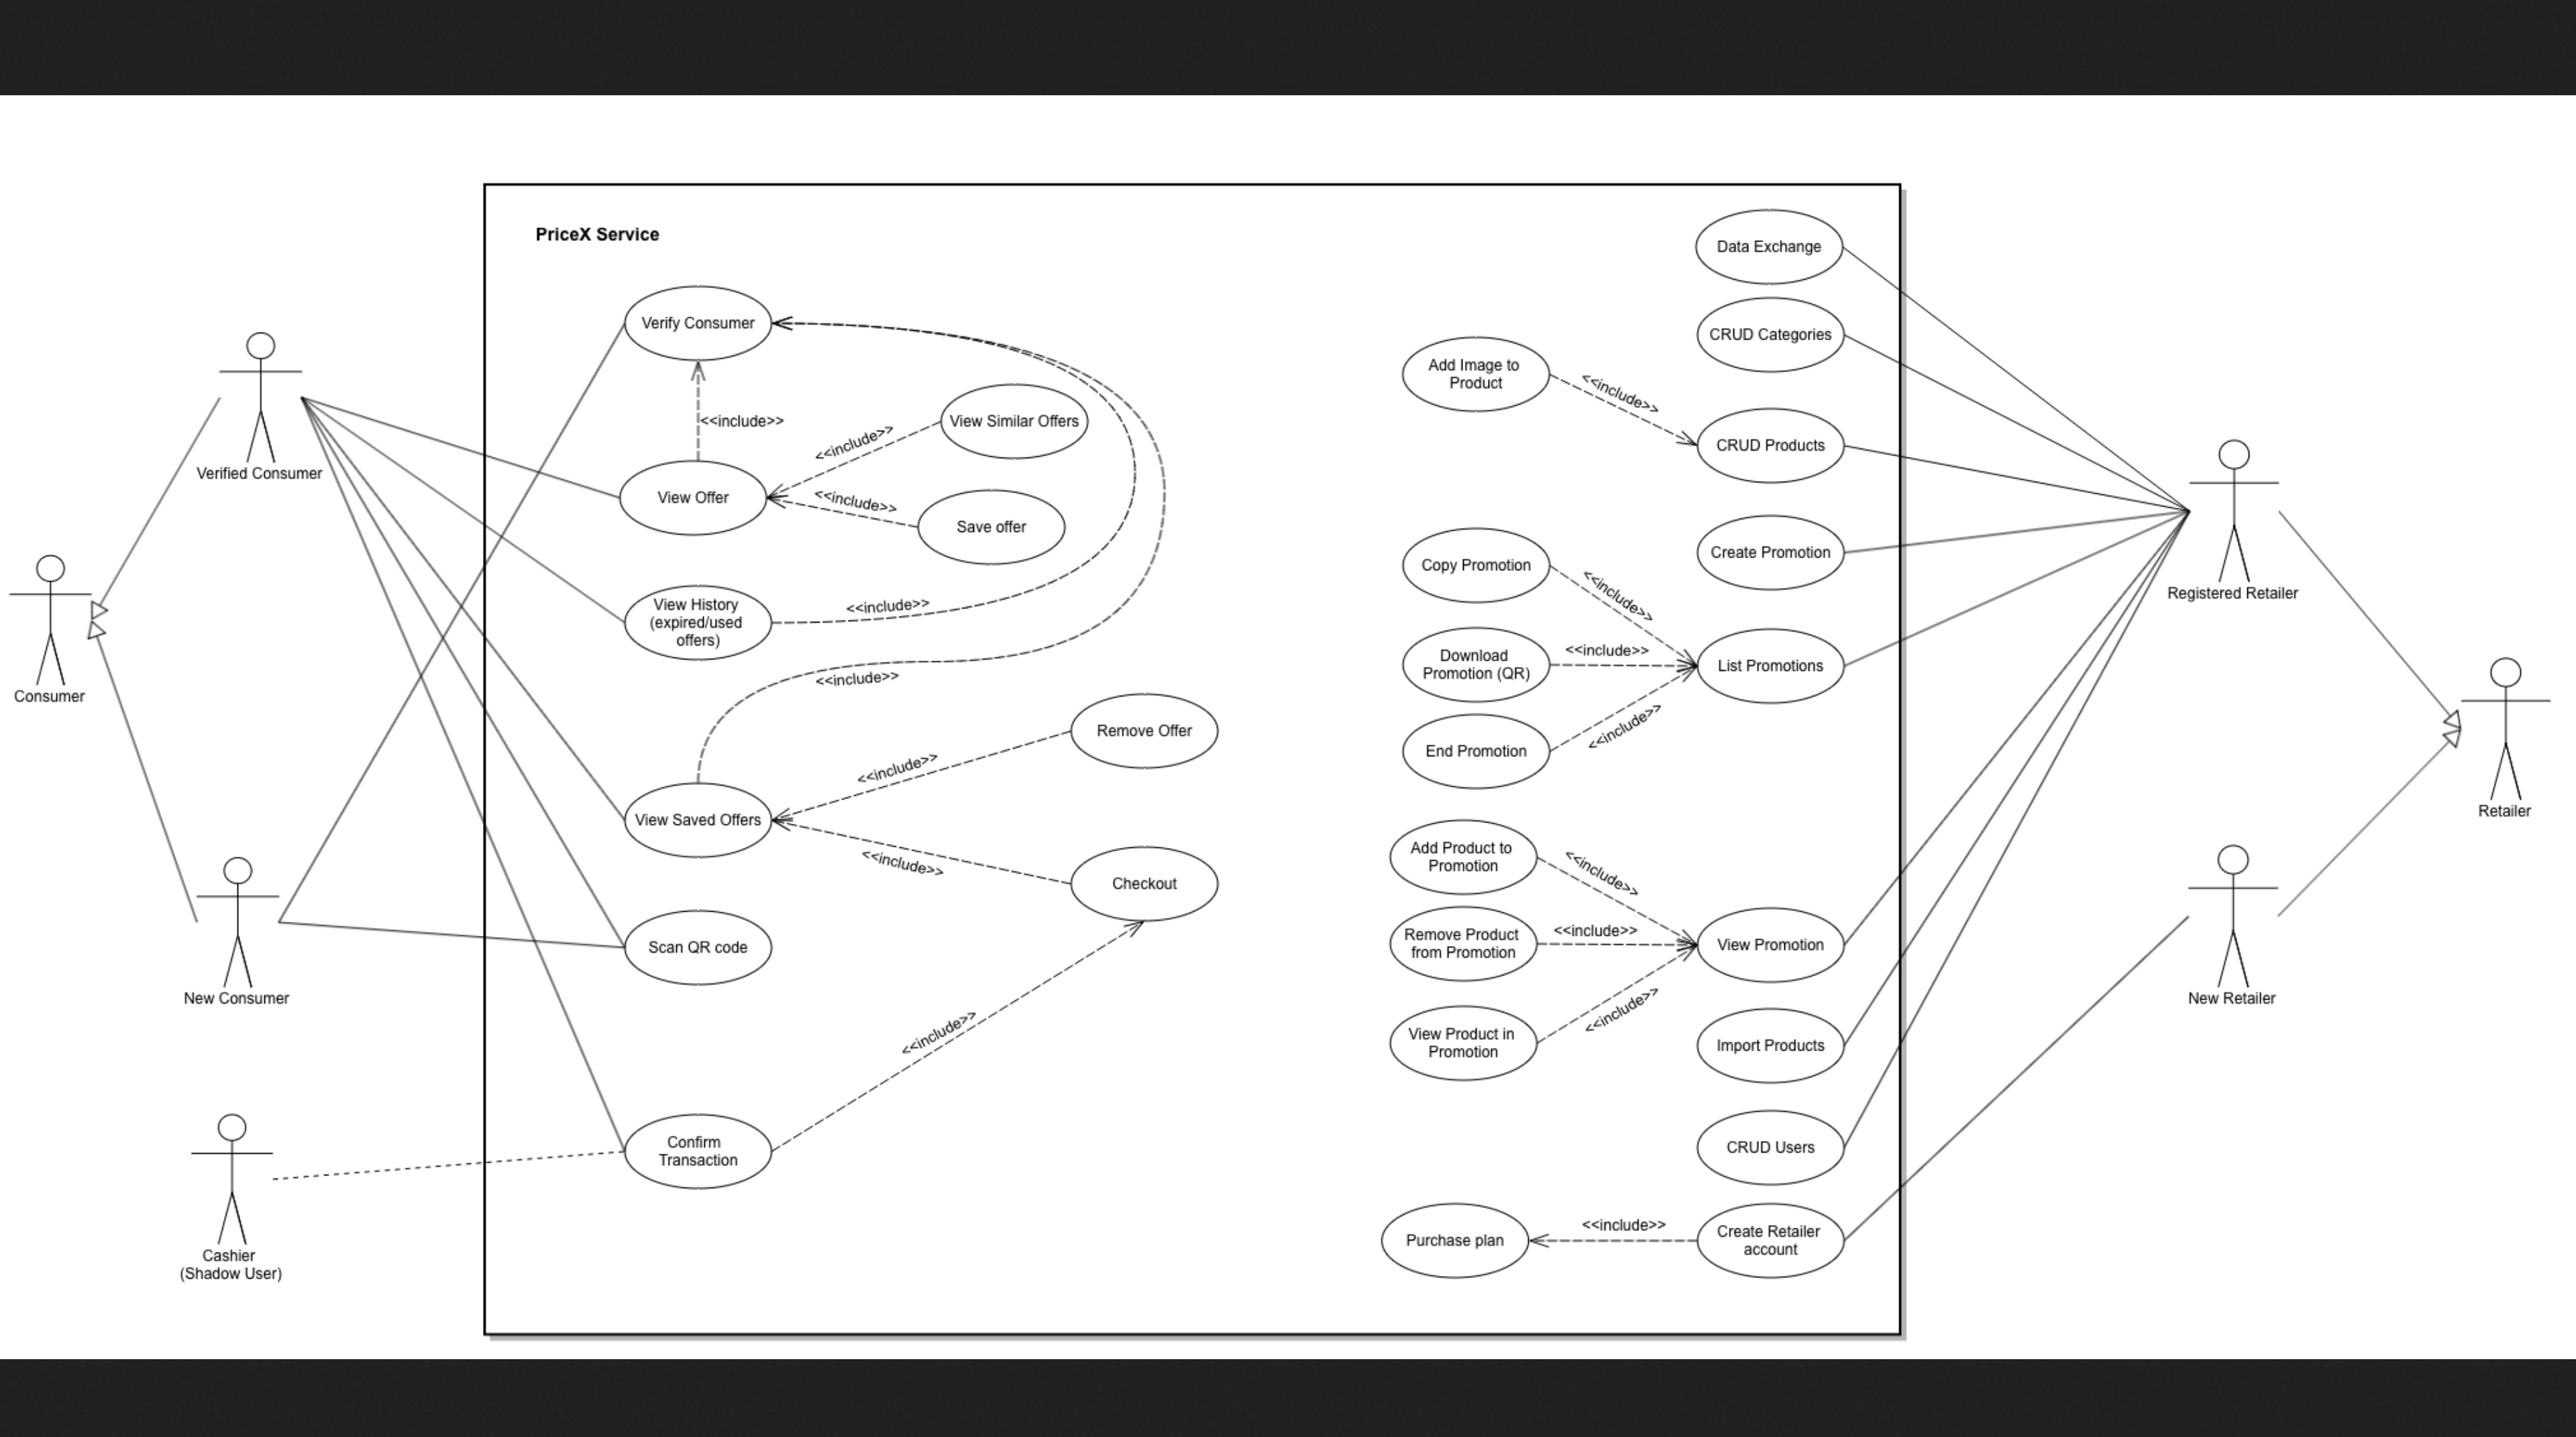 PriceX Service
Verified Consumer
Consumer
New Consumer
Cashier
(Shadow User)
Verify Consumer
<<include>>
View Similar Offers
<<include>>
View Offer
<<include>>
Save offer
View History
(expired/used
offers)
<<include>>
<<include>>
Remove Offer
<<include>>
View Saved Offers
<<include>>
Checkout
Scan QR code
<<include>>
Confirm
Transaction
Data Exchange
CRUD Categories
Add Image to
Product
<<include>>
CRUD Products
Create Promotion
Copy Promotion
<<include>>
Download
Promotion (QR)
<<include>>
List Promotions
End Promotion
<<include>>
Add Product to
Promotion
<<include>>
Remove Product
from Promotion
<<include>>
View Promotion
View Product in
Promotion
<<include>>
Import Products
CRUD Users
Purchase plan
<<include>>
Create Retailer
account
Registered Retailer
Retailer
New Retailer